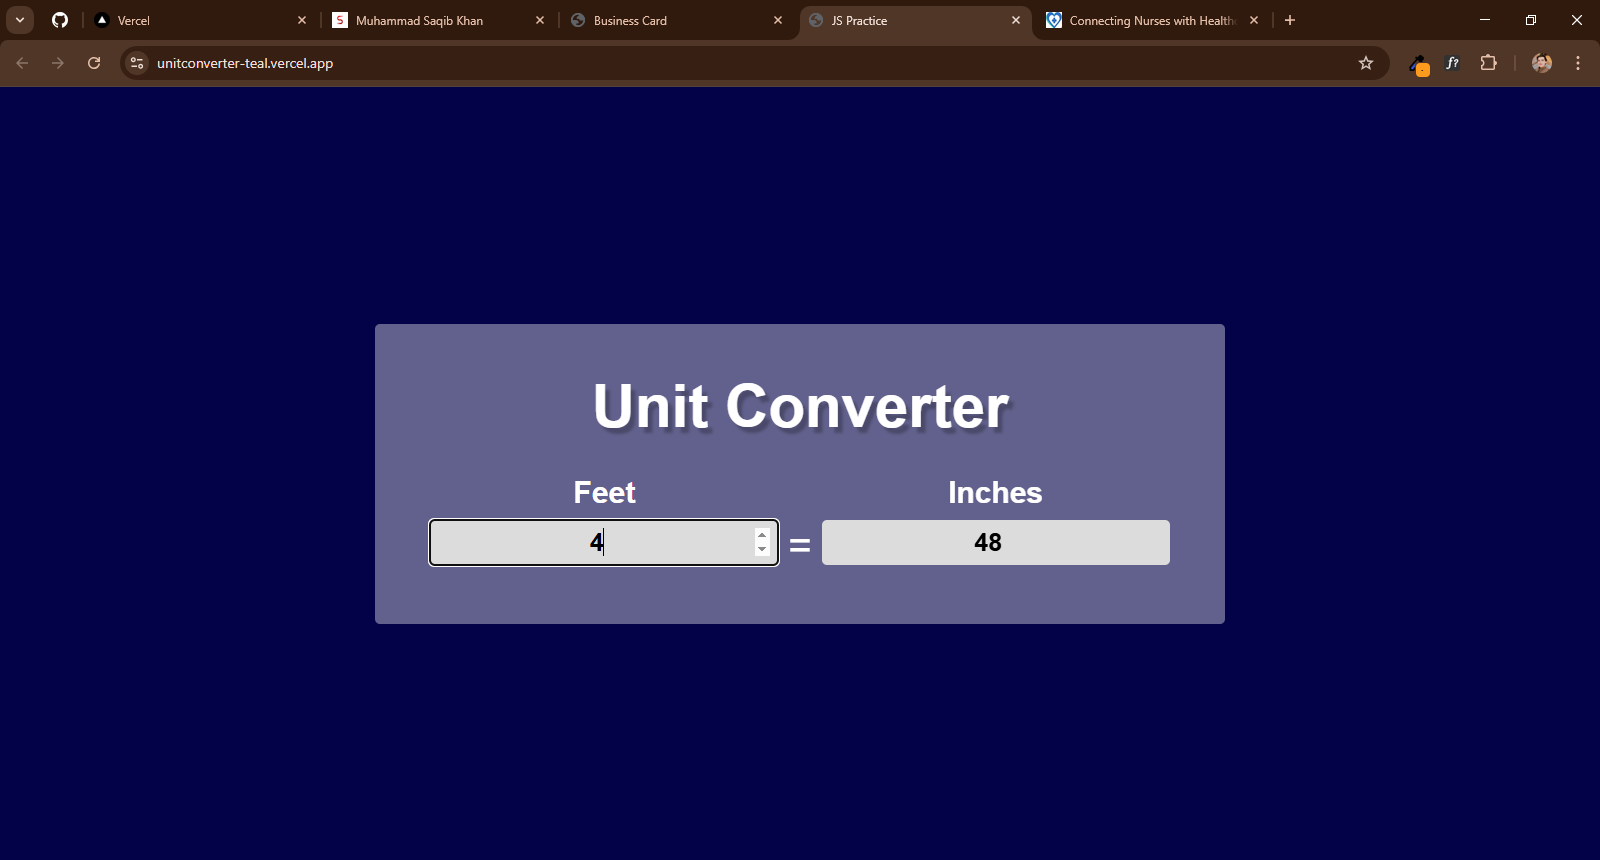 Vercel
S Muhammad Saqib Khan
Business Card
JS Practice
Connecting Nurses with Health
unitconverter-teal.vercel.app
f?
Unit Converter
Feet
Inches
4
=
48